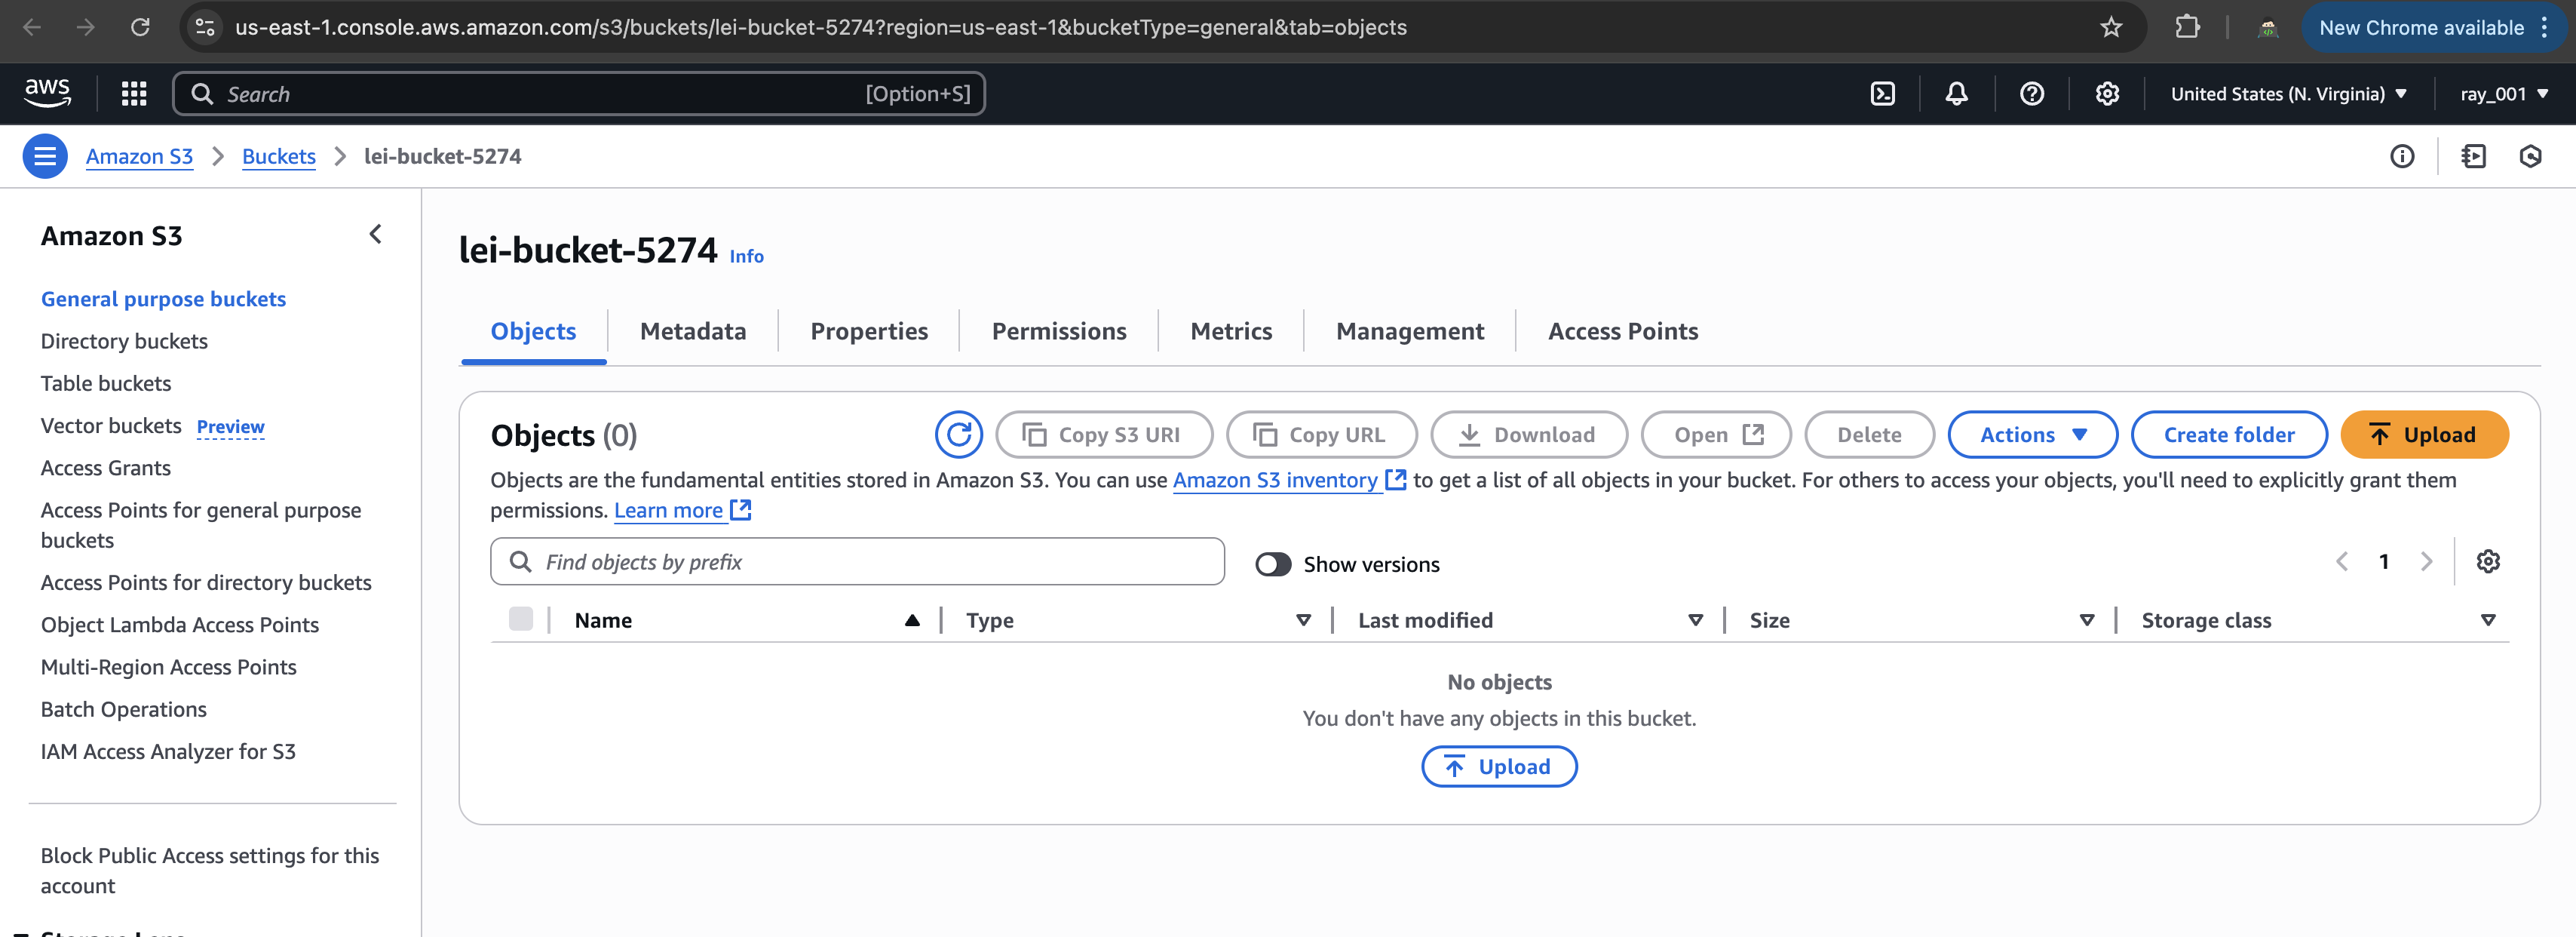 us-east-1.console.aws.amazon.com/s3/buckets/lei-bucket-5274?region=us-east-1&bucketType=general&tab=objects
New Chrome available
aws
Search
[Option+S]
United States (N. Virginia)
ray_001
Amazon S3
Buckets
lei-bucket-5274
Amazon S3
General purpose buckets
Directory buckets
Table buckets
Vector buckets Preview
Access Grants
Access Points for general purpose
buckets
Access Points for directory buckets
Object Lambda Access Points
Multi-Region Access Points
Batch Operations
IAM Access Analyzer for S3
Block Public Access settings for this
account
Storage Lens
lei-bucket-5274 Info
Objects
Metadata
Properties
Permissions
Metrics
Management
Access Points
Objects (0)
Copy S3 URI
Copy URL
Download
Open
Delete
Actions
Create folder
Upload
Objects are the fundamental entities stored in Amazon S3. You can use Amazon S3 inventory to get a list of all objects in your bucket. For others to access your objects, you'll need to explicitly grant them
permissions. Learn more
Find objects by prefix
Show versions
1
Name
Type
Last modified
Size
Storage class
No objects
You don't have any objects in this bucket.
Upload